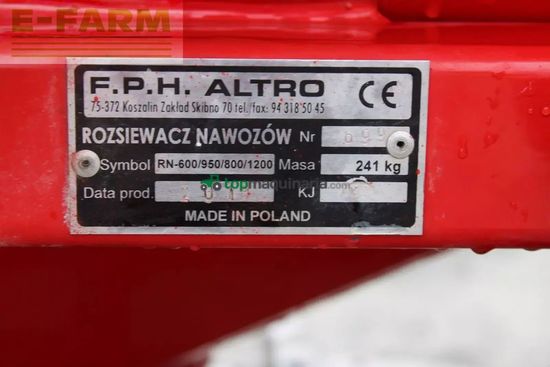 E-FARM
F.P.H. ALTRO
75-372 Koszalin Zakład Skibno 70 tel./fax: 94 318 50 45
CE
ROZSIEWACZ NAWOZÓW Nr
Symbol RN-600/950/800/1200 Masa 241 kg
Data prod. KJ
topmaquinaria.com
MADE IN POLAND